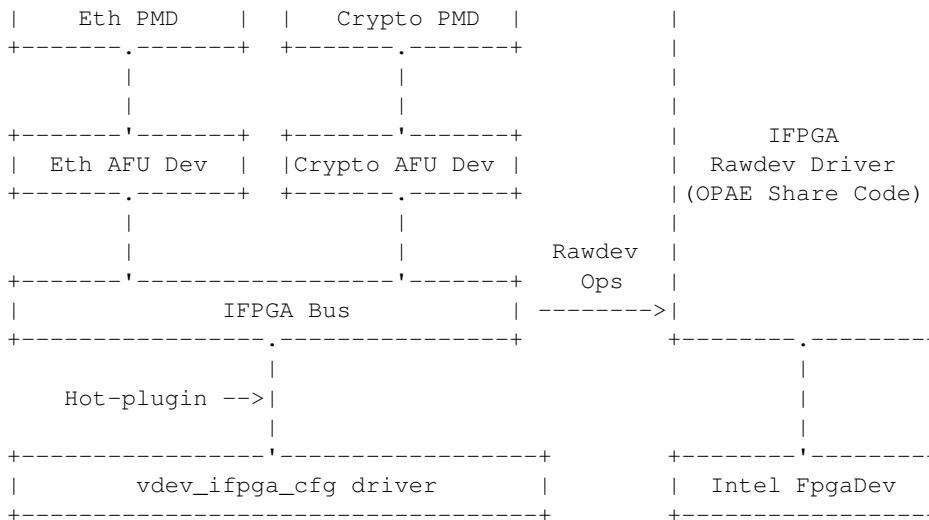 |    Eth PMD    |  |  Crypto PMD  |            |
+-------.-------+  +-------.-------+            |
        |                  |                    |
        |                  |                    |
+-------'-------+  +-------'-------+            |      IFPGA
|  Eth AFU Dev  |  |Crypto AFU Dev |            |  Rawdev Driver
+-------.-------+  +-------.-------+            |(OPAE Share Code)
        |                  |                    |
        |                  |         Rawdev     |
+-------'------------------'-------+   Ops      |
|             IFPGA Bus            | -------->|
+-----------------.----------------+          +--------.--------
                  |                                    |
    Hot-plugin -->|                                    |
                  |                                    |
+-----------------'------------------+        +--------'--------
|        vdev_ifpga_cfg driver       |        |  Intel FpgaDev
+------------------------------------+        +-----------------